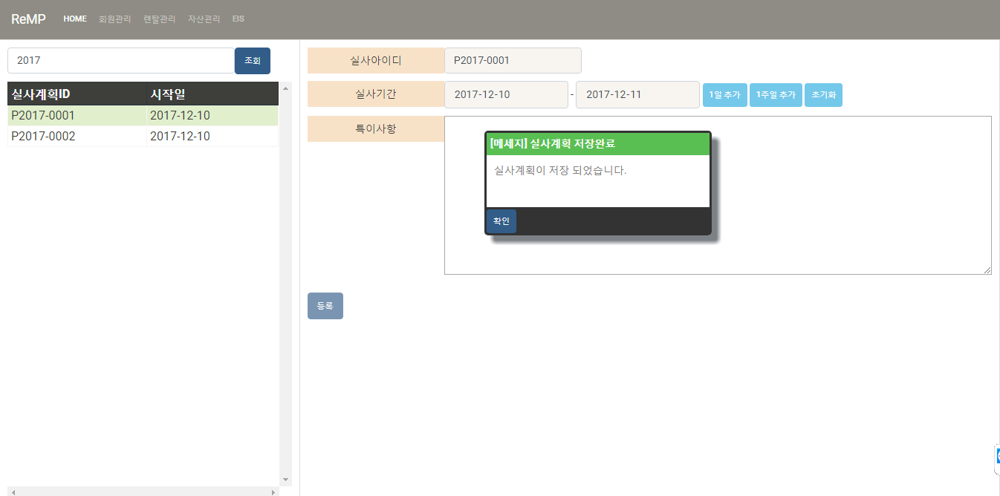 ReMP HOME 회원관리 렌탈관리 자산관리 EIS
2017 조회
실사계획ID 시작일
P2017-0001 2017-12-10
P2017-0002 2017-12-10
실사아이디 P2017-0001
실사기간 2017-12-10 - 2017-12-11 1일 추가 1주일 추가 초기화
특이사항
[메세지] 실사계획 저장완료
실사계획이 저장 되었습니다.
확인
등록